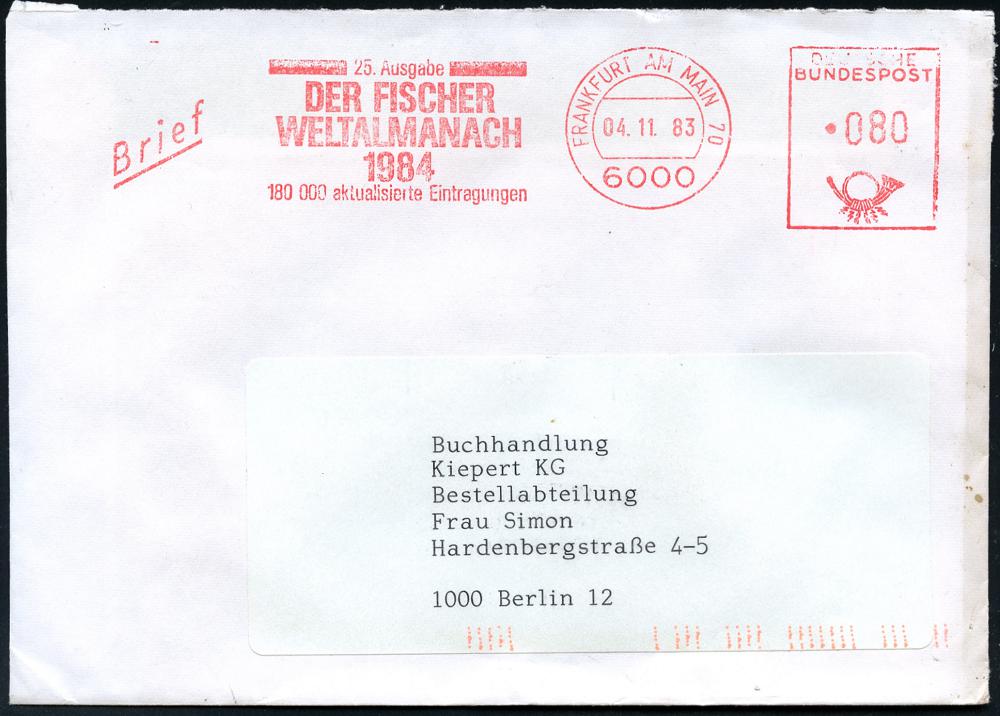 25. Ausgabe
DER FISCHER
WELTALMANACH
1984
180 000 aktualisierte Eintragungen
Brief
FRANKFURT AM MAIN 70
04. 11. 83
6000
DEUTSCHE
BUNDESPOST
080
Buchhandlung
Kiepert KG
Bestellabteilung
Frau Simon
Hardenbergstraße 4-5
1000 Berlin 12